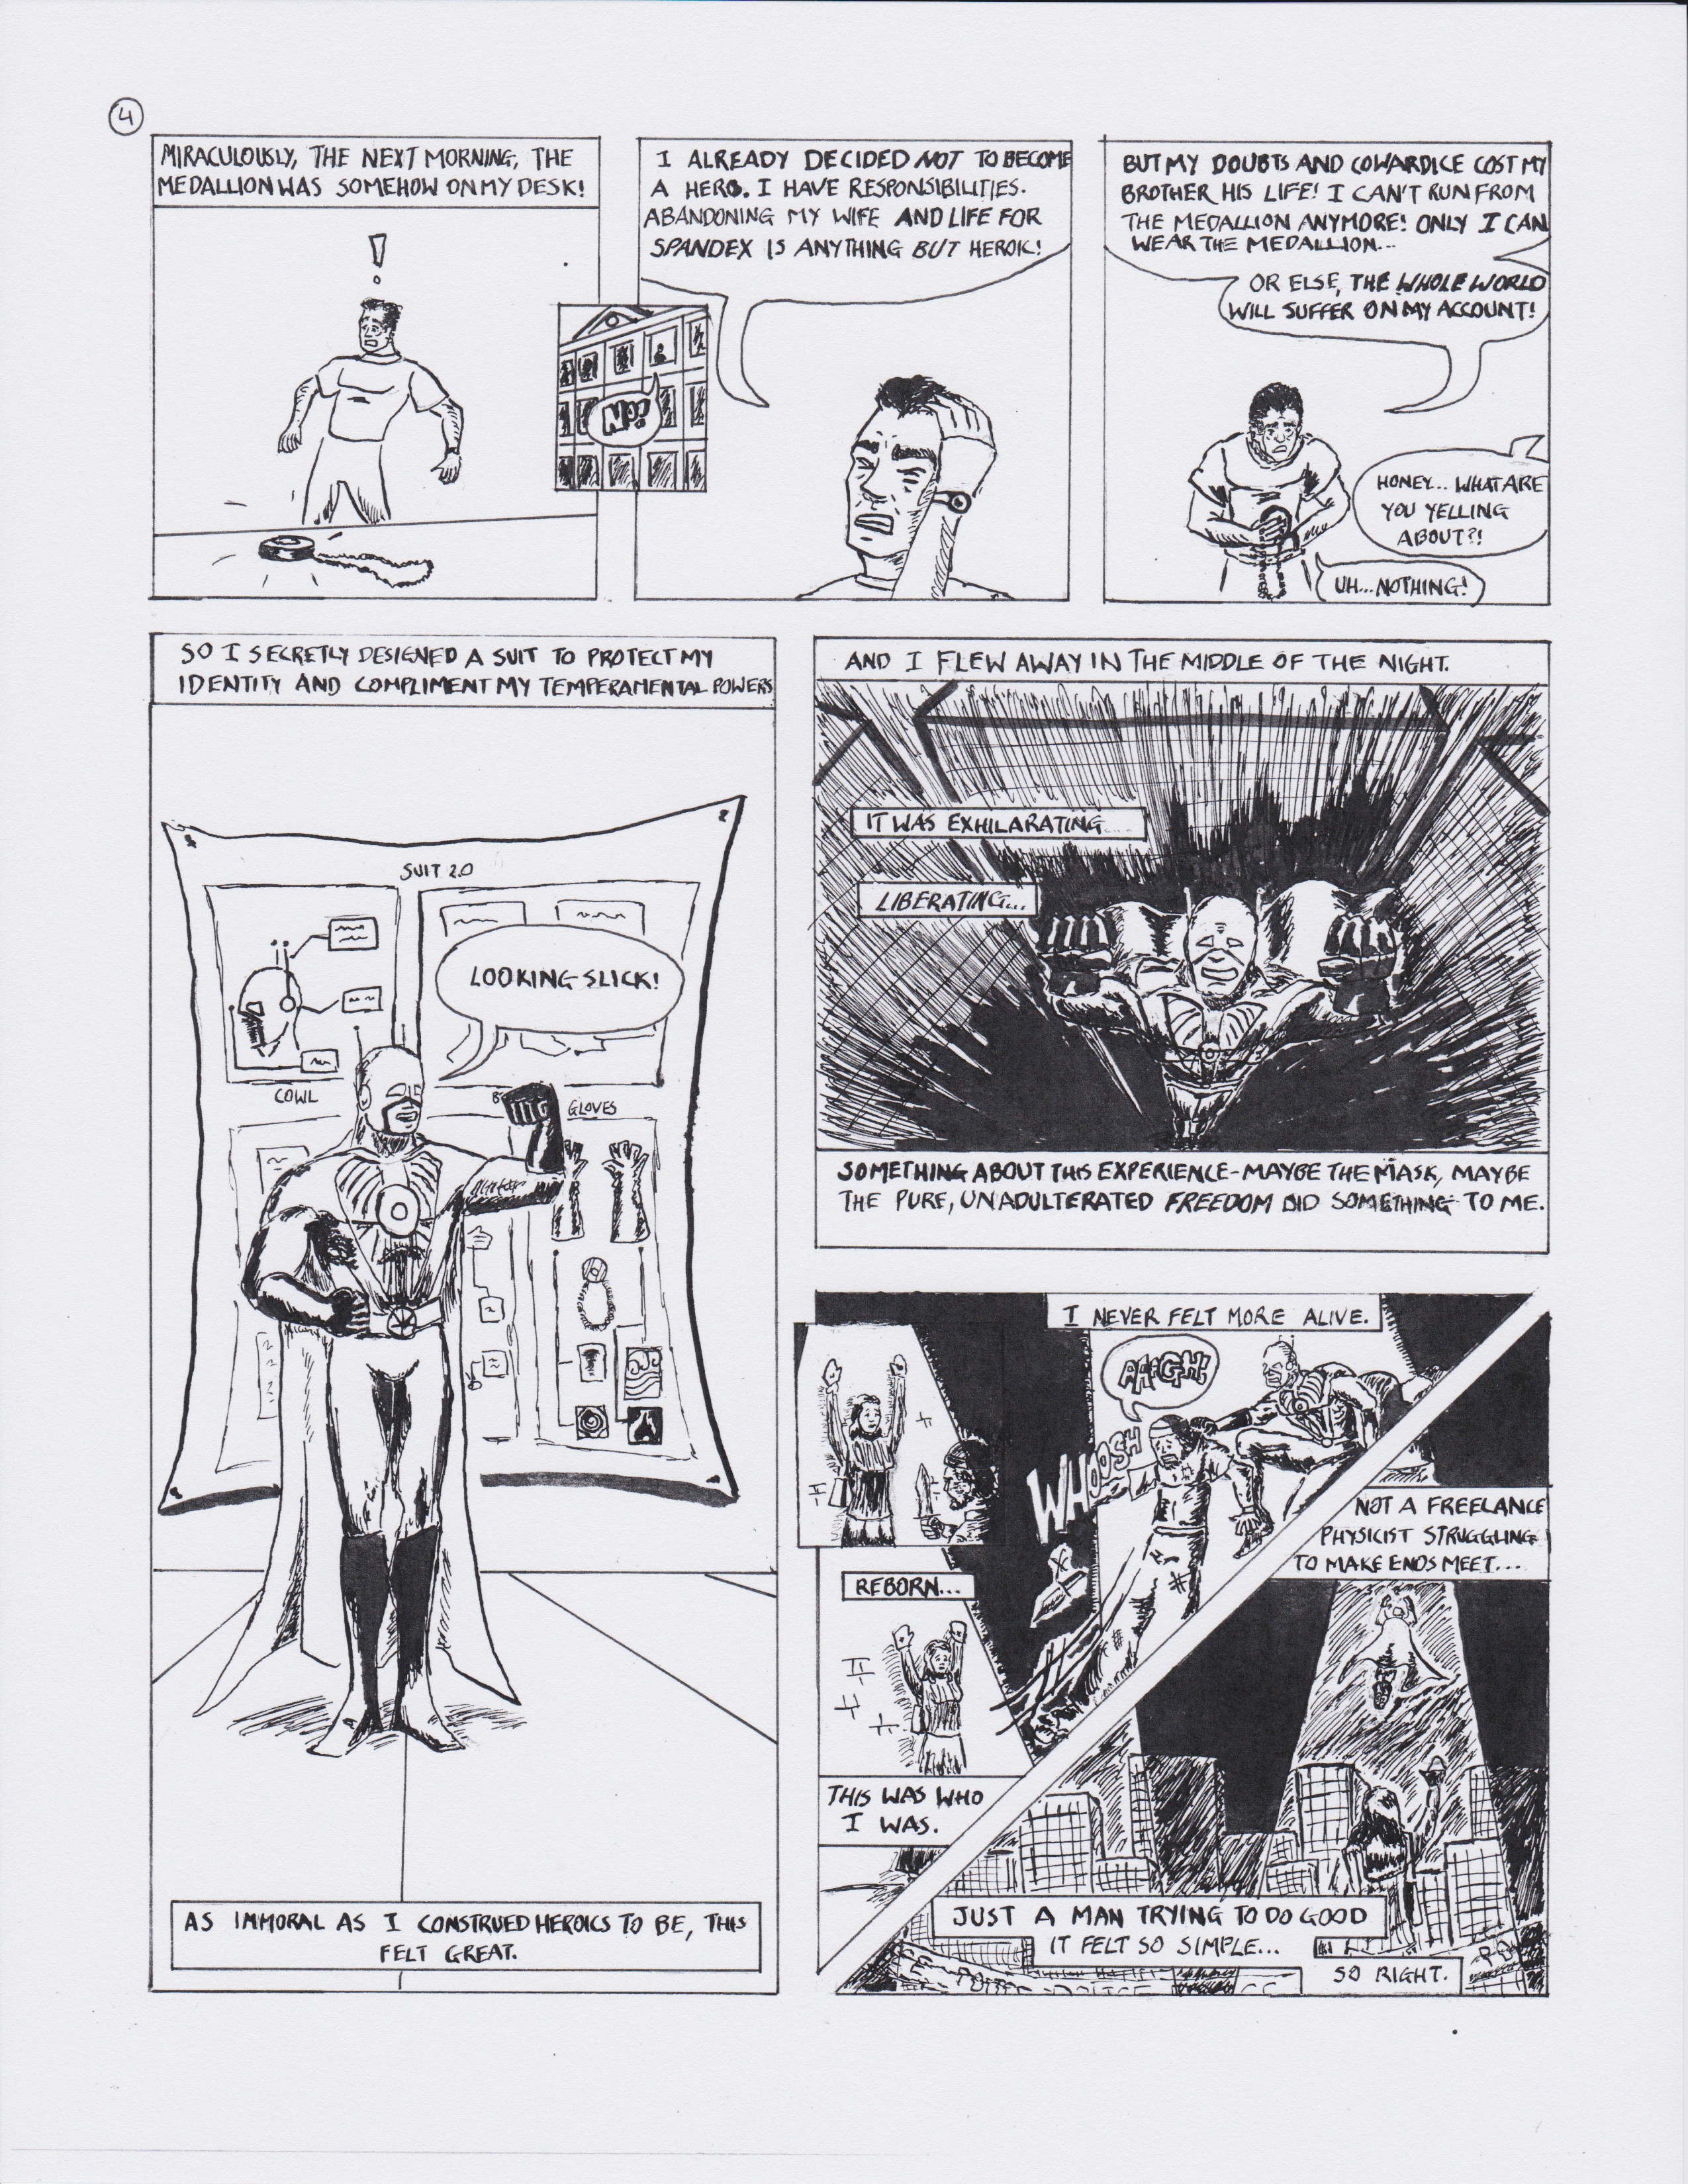 4
MIRACULOUSLY, THE NEXT MORNING, THE
MEDALLION WAS SOMEHOW ON MY DESK!
!
NO!
I ALREADY DECIDED NOT TO BECOME
A HERO. I HAVE RESPONSIBILITIES.
ABANDONING MY WIFE AND LIFE FOR
SPANDEX IS ANYTHING BUT HEROIC!
BUT MY DOUBTS AND COWARDICE COST MY
BROTHER HIS LIFE! I CAN'T RUN FROM
THE MEDALLION ANYMORE! ONLY I CAN
WEAR THE MEDALLION...
OR ELSE, THE WHOLE WORLD
WILL SUFFER ON MY ACCOUNT!
HONEY... WHAT ARE
YOU YELLING
ABOUT?!
UH...NOTHING!
SO I SECRETLY DESIGNED A SUIT TO PROTECT MY
IDENTITY AND COMPLIMENT MY TEMPERAMENTAL POWERS
SUIT 2.0
LOOKING SLICK!
COWL
GLOVES
AS IMMORAL AS I CONSTRUED HEROICS TO BE, THIS
FELT GREAT.
AND I FLEW AWAY IN THE MIDDLE OF THE NIGHT.
IT WAS EXHILARATING....
LIBERATING...
SOMETHING ABOUT THIS EXPERIENCE-MAYBE THE MASK, MAYBE
THE PURE, UNADULTERATED FREEDOM DID SOMETHING TO ME.
I NEVER FELT MORE ALIVE.
AAAGH!
WHOOSH
REBORN...
THIS WAS WHO
I WAS.
NOT A FREELANCE
PHYSICIST STRUGGLING
TO MAKE ENDS MEET...
JUST A MAN TRYING TO DO GOOD
IT FELT SO SIMPLE...
SO RIGHT.